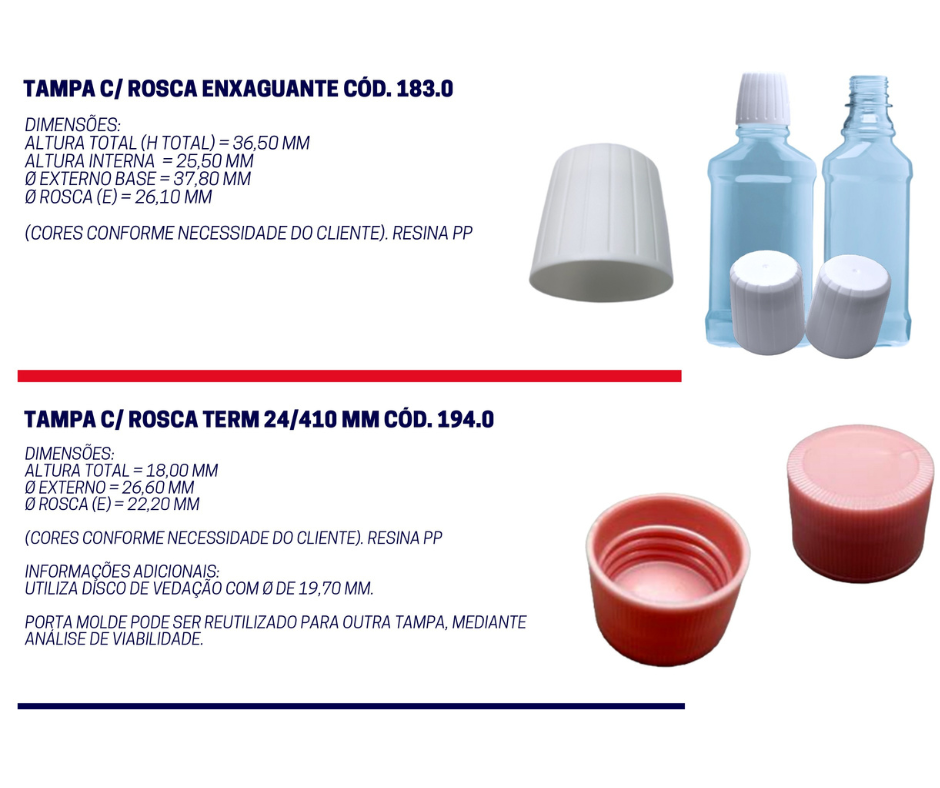 TAMPA C/ ROSCA ENXAGUANTE CÓD. 183.0
DIMENSÕES:
ALTURA TOTAL (H TOTAL) = 36,50 MM
ALTURA INTERNA = 25,50 MM
Ø EXTERNO BASE = 37,80 MM
Ø ROSCA (E) = 26,10 MM
(CORES CONFORME NECESSIDADE DO CLIENTE). RESINA PP
TAMPA C/ ROSCA TERM 24/410 MM CÓD. 194.0
DIMENSÕES:
ALTURA TOTAL = 18,00 MM
Ø EXTERNO = 26,60 MM
Ø ROSCA (E) = 22,20 MM
(CORES CONFORME NECESSIDADE DO CLIENTE). RESINA PP
INFORMAÇÕES ADICIONAIS:
UTILIZA DISCO DE VEDAÇÃO COM Ø DE 19,70 MM.
PORTA MOLDE PODE SER REUTILIZADO PARA OUTRA TAMPA, MEDIANTE
ANÁLISE DE VIABILIDADE.